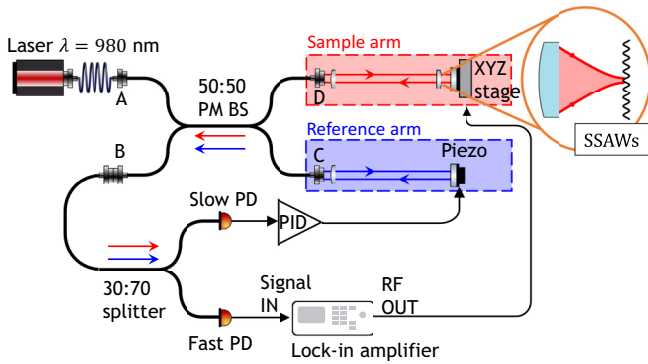 Laser λ = 980 nm
A
50:50
PM BS
Sample arm
D
XYZ
stage
SSAWs
Reference arm
B
C
Piezo
Slow PD
PID
30:70
splitter
Signal
IN
RF
OUT
Fast PD
Lock-in amplifier